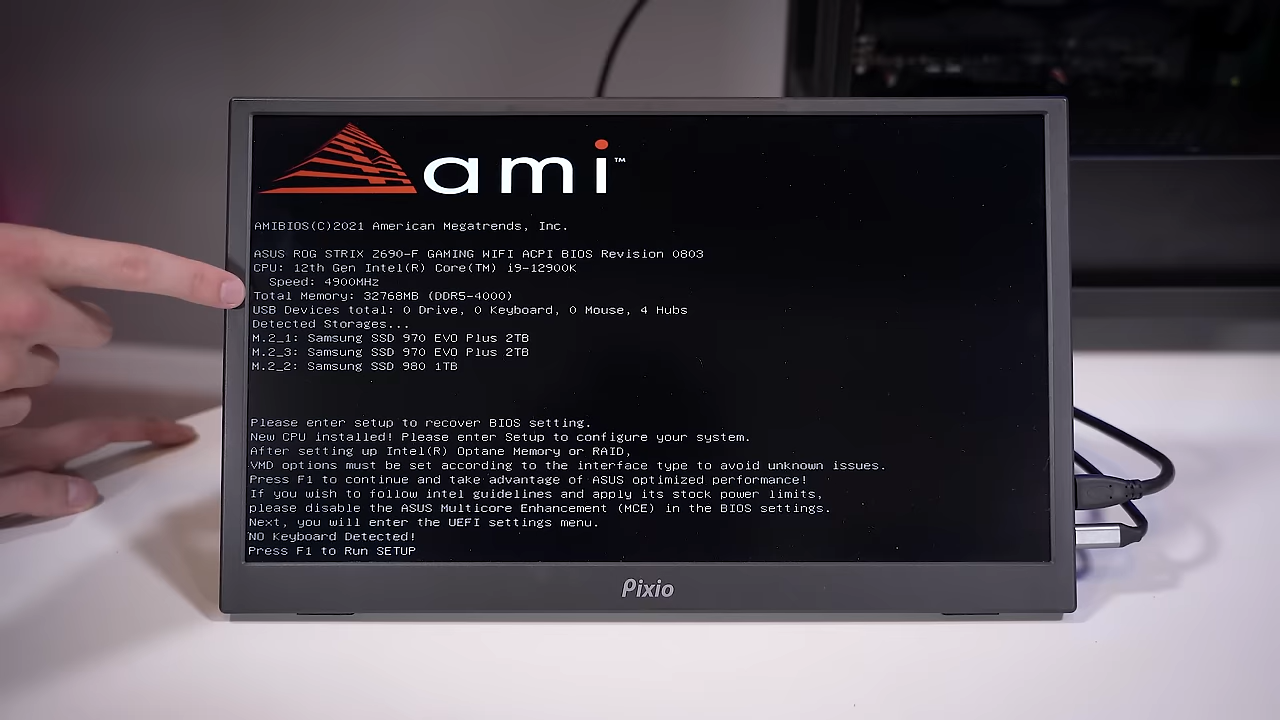 ami™
AMIBIOS(C)2021 American Megatrends, Inc.
ASUS ROG STRIX Z690-F GAMING WIFI ACPI BIOS Revision 0803
CPU: 12th Gen Intel(R) Core(TM) i9-12900K
Speed: 4900MHz
Total Memory: 32768MB (DDR5-4000)
USB Devices total: 0 Drive, 0 Keyboard, 0 Mouse, 4 Hubs
Detected Storages...
M.2_1: Samsung SSD 970 EVO Plus 2TB
M.2_3: Samsung SSD 970 EVO Plus 2TB
M.2_2: Samsung SSD 980 1TB
Please enter setup to recover BIOS setting.
New CPU installed! Please enter Setup to configure your system.
After setting up Intel(R) Optane Memory or RAID,
VMD options must be set according to the interface type to avoid unknown issues.
Press F1 to continue and take advantage of ASUS optimized performance!
If you wish to follow intel guidelines and apply its stock power limits,
please disable the ASUS Multicore Enhancement (MCE) in the BIOS settings.
Next, you will enter the UEFI settings menu.
NO Keyboard Detected!
Press F1 to Run SETUP
Pixio